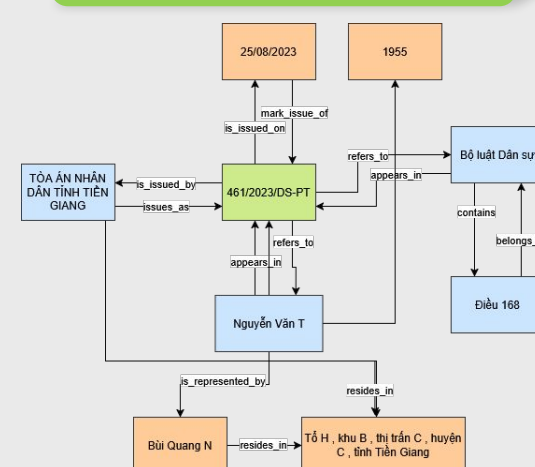 25/08/2023
1955
mark_issue_of
is_issued_on
refers_to
Bộ luật Dân sự
appears_in
TÒA ÁN NHÂN
DÂN TỈNH TIỀN
GIANG
is_issued_by
issues_as
461/2023/DS-PT
contains
belongs_
refers_to
appears_in
Điều 168
Nguyễn Văn T
is_represented_by
resides_in
Bùi Quang N
resides_in
Tổ H , khu B , thị trấn C , huyện
C , tỉnh Tiền Giang